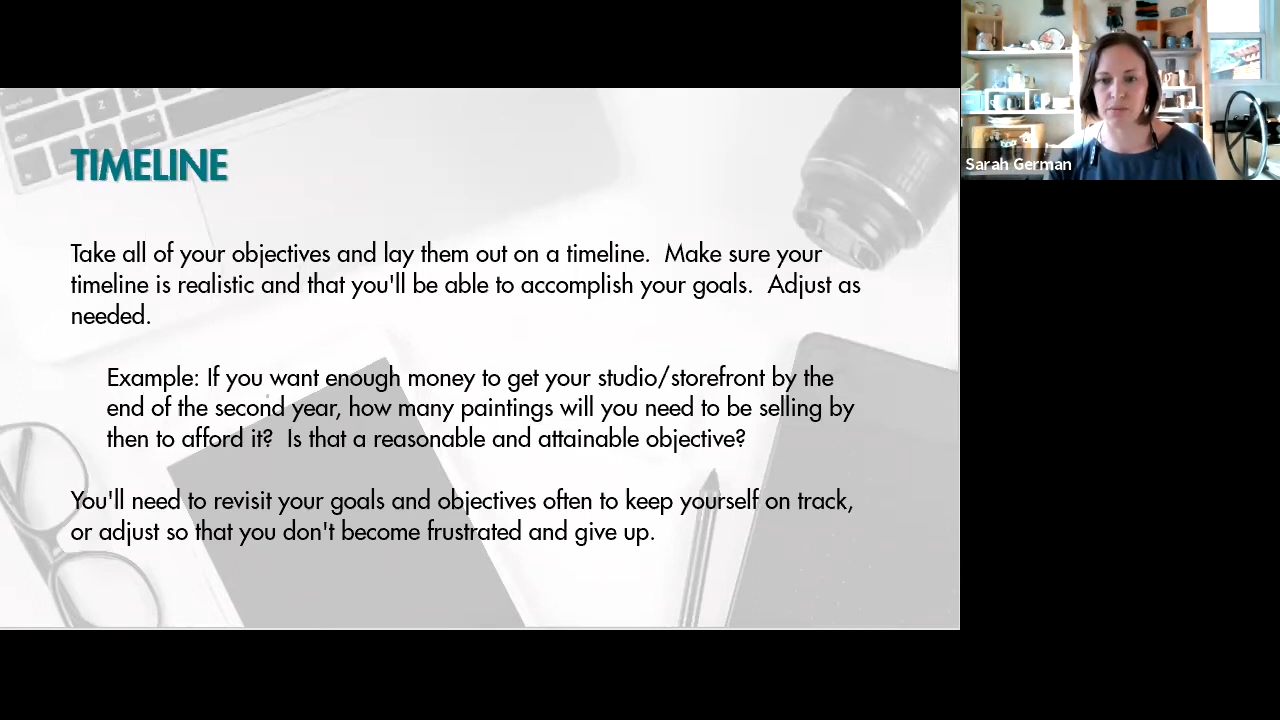 TIMELINE
Take all of your objectives and lay them out on a timeline.  Make sure your
timeline is realistic and that you'll be able to accomplish your goals.  Adjust as
needed.
Example: If you want enough money to get your studio/storefront by the
end of the second year, how many paintings will you need to be selling by
then to afford it?  Is that a reasonable and attainable objective?
You'll need to revisit your goals and objectives often to keep yourself on track,
or adjust so that you don't become frustrated and give up.
Sarah German